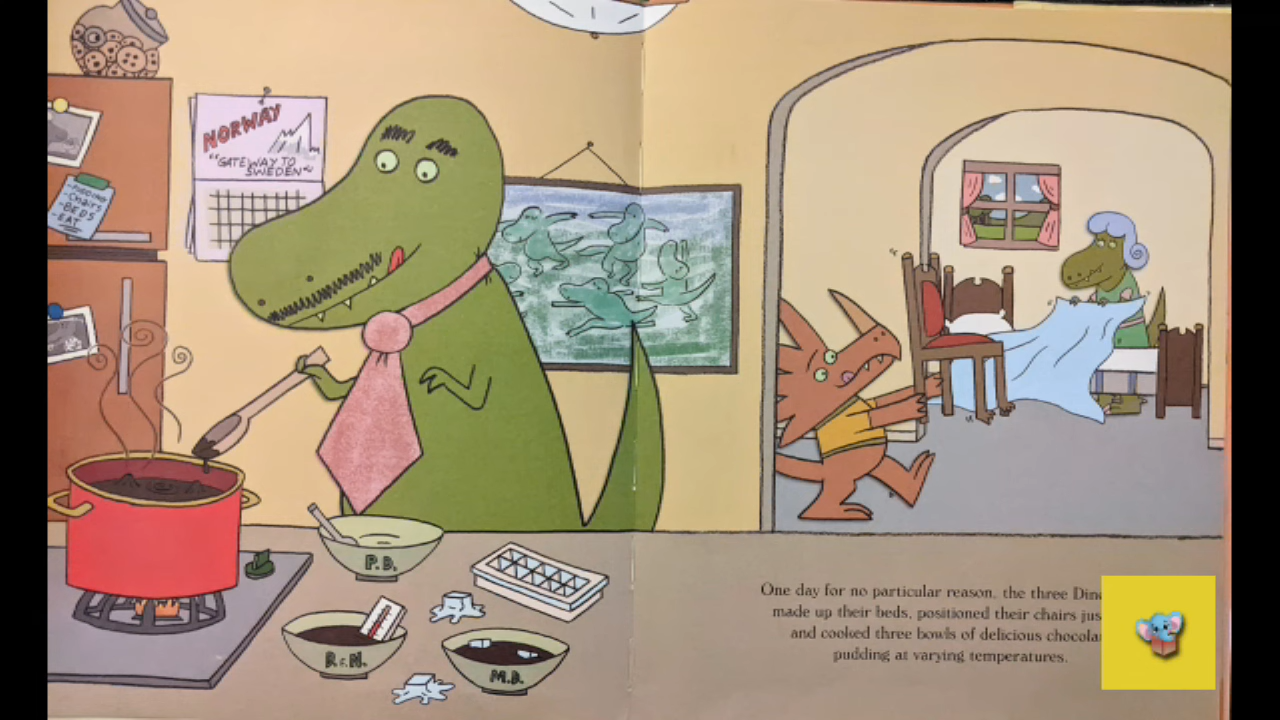 NORWAY
"GATEWAY TO
SWEDEN"
-PUDDING
-Chairs
-BEDS
-EAT
P.D.
D.f.N.
M.D.
One day for no particular reason, the three
made up their beds, positioned their chairs
and cooked three bowls of delicious
pudding at varying temperatures.